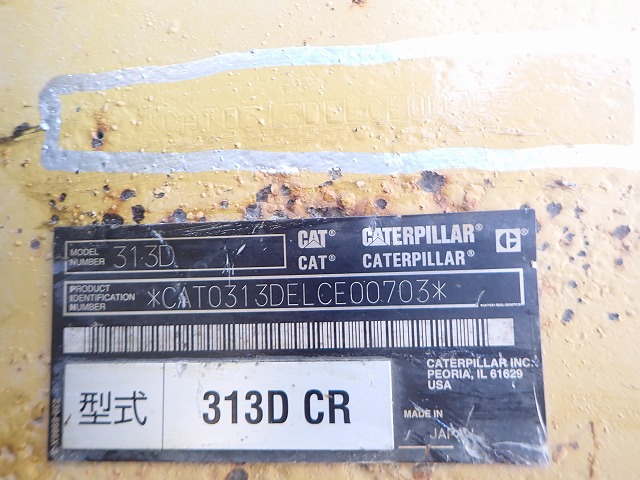 MODEL NUMBER 313D
CAT® CATERPILLAR®
CAT® CATERPILLAR®
PRODUCT IDENTIFICATION NUMBER *CAT0313DELCE00703*
CATERPILLAR INC.
PEORIA, IL 61629
USA
型式 313D CR
MADE IN
JAPAN